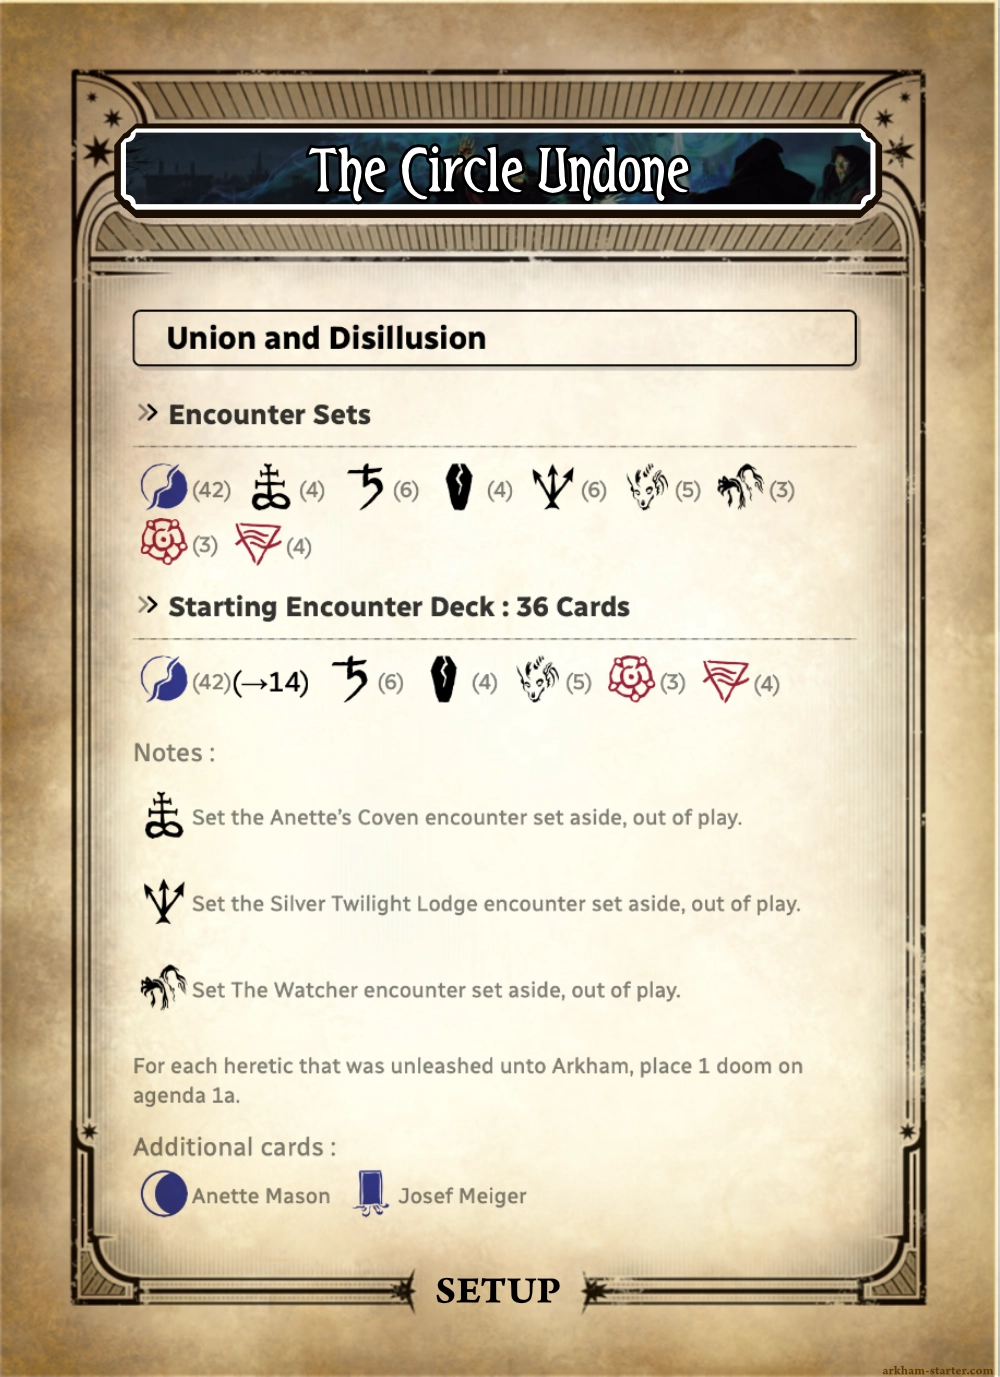 The Circle Undone
Union and Disillusion
Encounter Sets
(42) (4) (6) (4) (6) (5) (3)
(3) (4)
Starting Encounter Deck : 36 Cards
(42)(→14) (6) (4) (5) (3) (4)
Notes :
Set the Anette’s Coven encounter set aside, out of play.
Set the Silver Twilight Lodge encounter set aside, out of play.
Set The Watcher encounter set aside, out of play.
For each heretic that was unleashed unto Arkham, place 1 doom on
agenda 1a.
Additional cards :
Anette Mason Josef Meiger
SETUP
arkham-starter.com